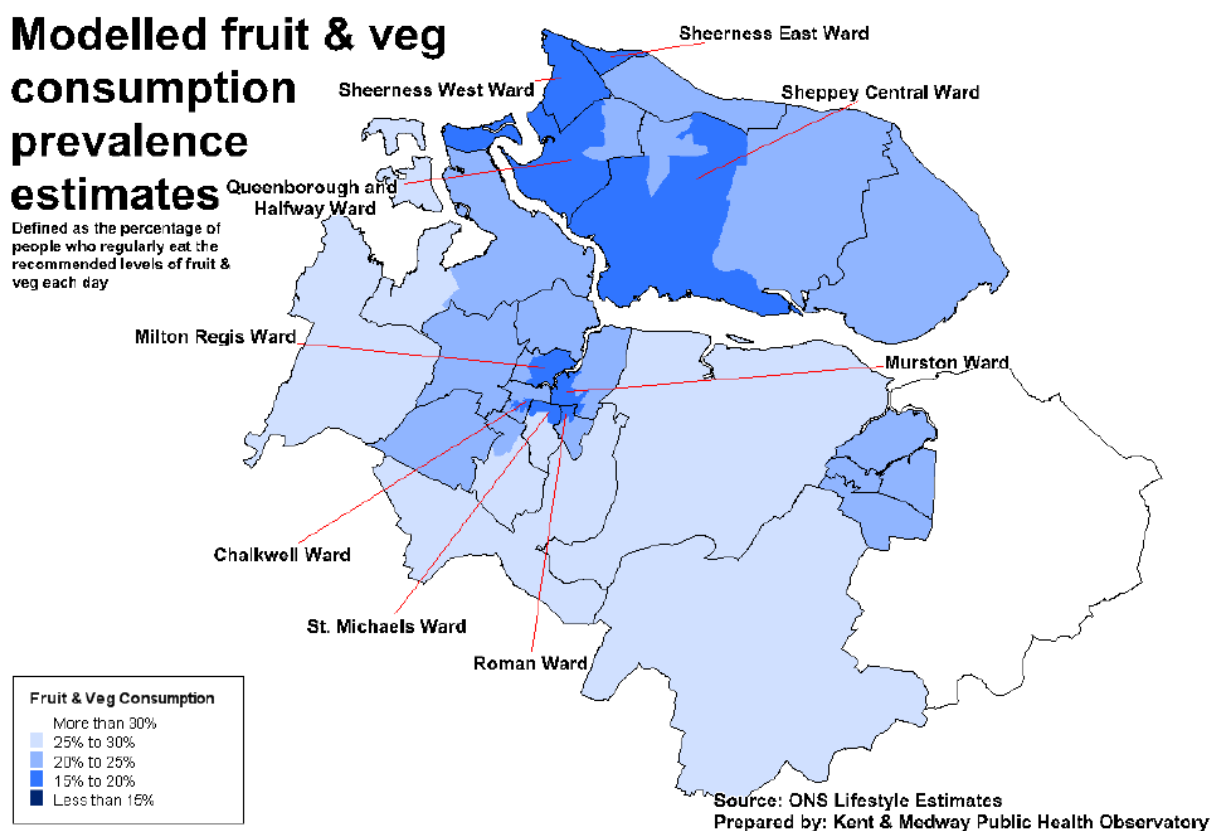 Modelled fruit & veg
consumption
prevalence
estimates
Defined as the percentage of
people who regularly eat the
recommended levels of fruit &
veg each day
Sheerness East Ward
Sheerness West Ward
Sheppey Central Ward
Queenborough and
Halfway Ward
Milton Regis Ward
Murston Ward
Chalkwell Ward
St. Michaels Ward
Roman Ward
Fruit & Veg Consumption
More than 30%
25% to 30%
20% to 25%
15% to 20%
Less than 15%
Source: ONS Lifestyle Estimates
Prepared by: Kent & Medway Public Health Observatory